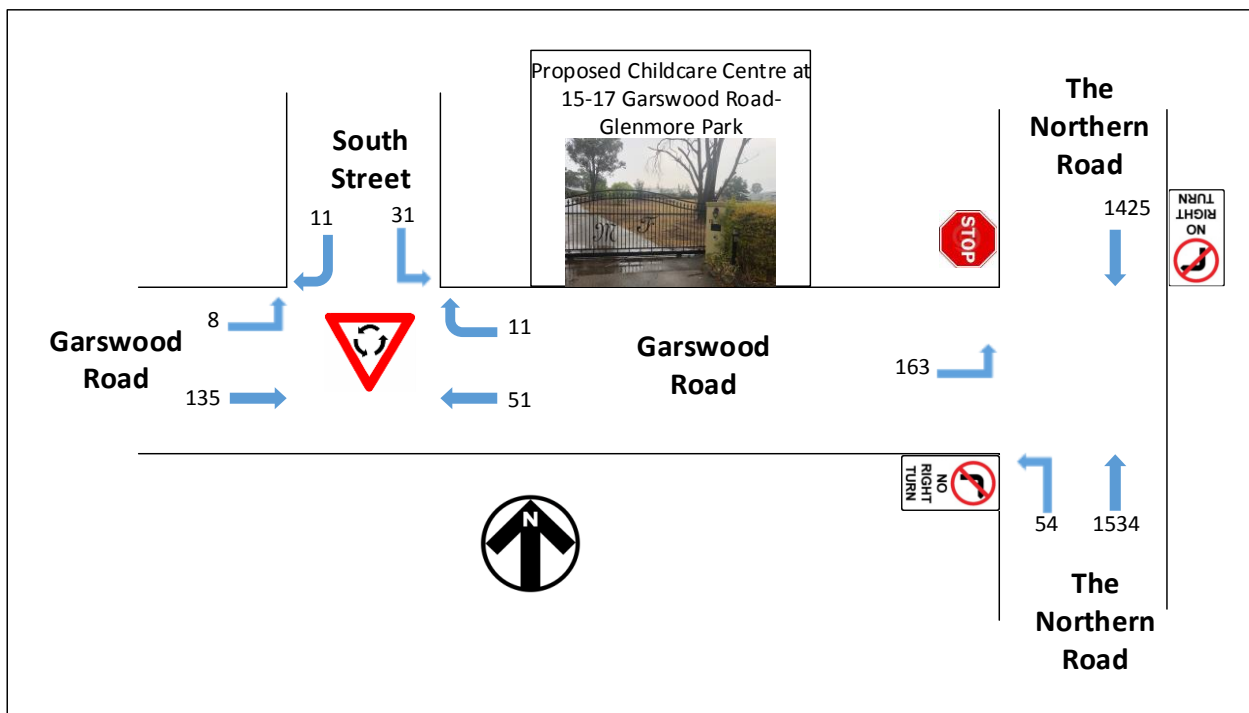 Proposed Childcare Centre at
15-17 Garswood Road-
Glenmore Park
The
Northern
Road
South
Street
11
31
1425
NO
RIGHT
TURN
STOP
8
11
Garswood
Road
Garswood
Road
163
135
51
NO
RIGHT
TURN
N
54
1534
The
Northern
Road
M F